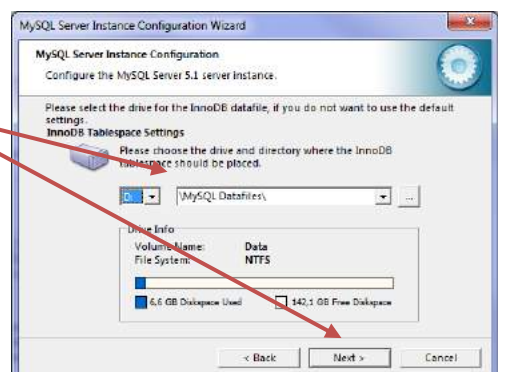 MySQL Server Instance Configuration Wizard
MySQL Server Instance Configuration
Configure the MySQL Server 5.1 server instance.
Please select the drive for the InnoDB datafile, if you do not want to use the default
settings.
InnoDB Tablespace Settings
Please choose the drive and directory where the InnoDB
tablespace should be placed.
D: \MySQL Datafiles\ ...
Drive Info
Volume Name: Data
File System: NTFS
6,6 GB Diskspace Used 142,1 GB Free Diskspace
< Back Next > Cancel